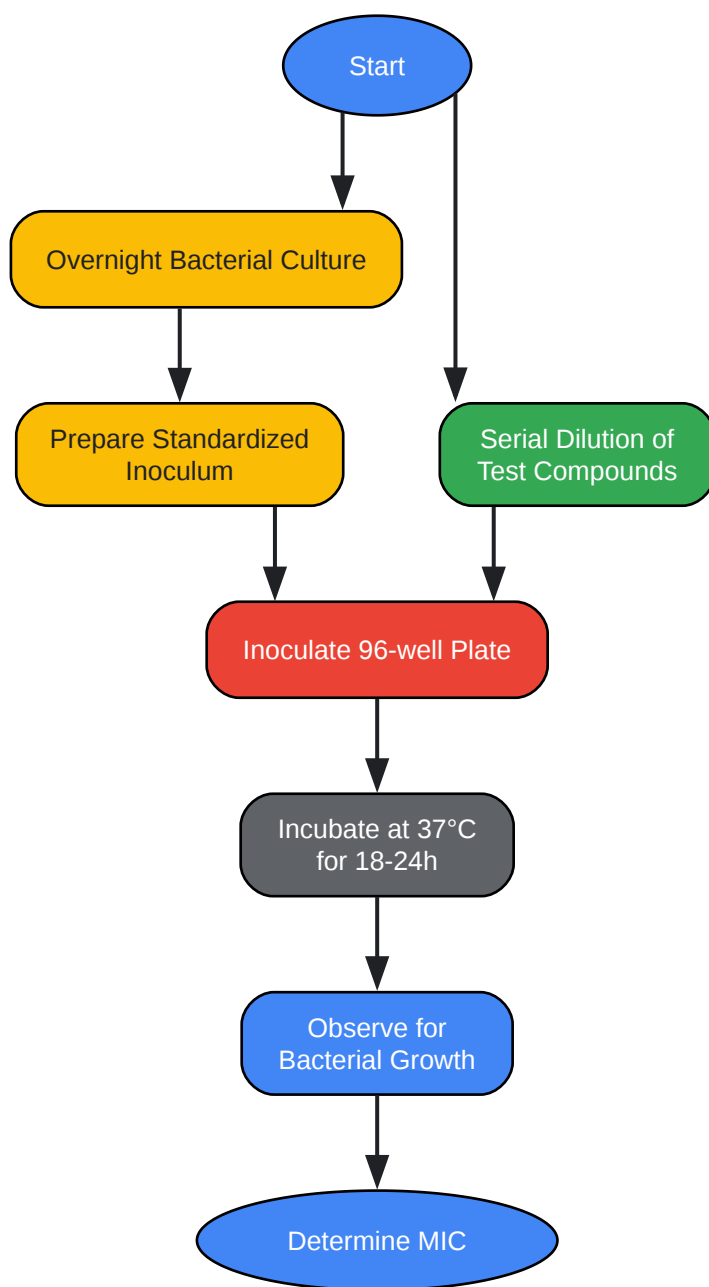 Start
Overnight Bacterial Culture
Prepare Standardized
Inoculum
Serial Dilution of
Test Compounds
Inoculate 96-well Plate
Incubate at 37°C
for 18-24h
Observe for
Bacterial Growth
Determine MIC